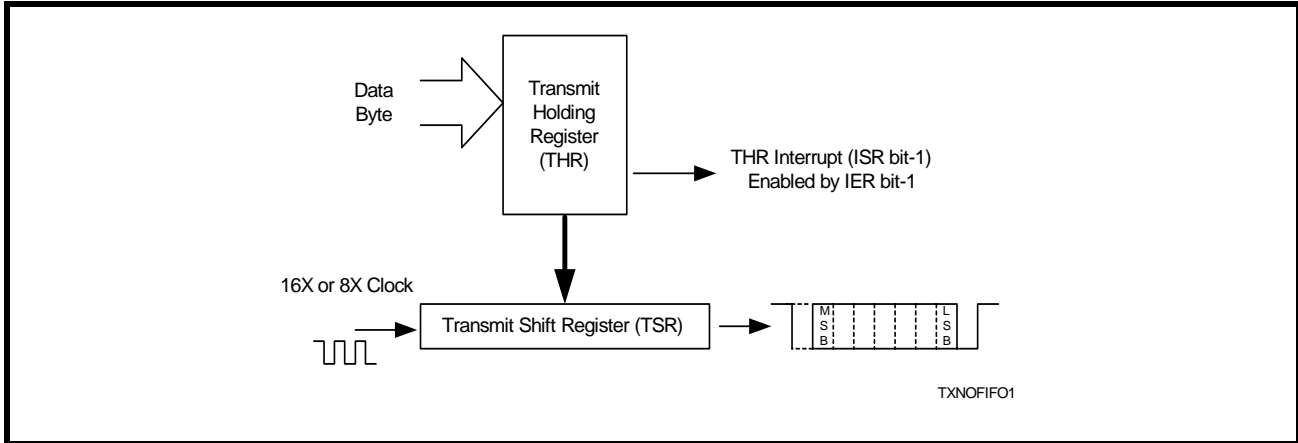 Data
Byte
Transmit
Holding
Register
(THR)
THR Interrupt (ISR bit-1)
Enabled by IER bit-1
16X or 8X Clock
Transmit Shift Register (TSR)
M
S
B
L
S
B
TXNOFIFO1